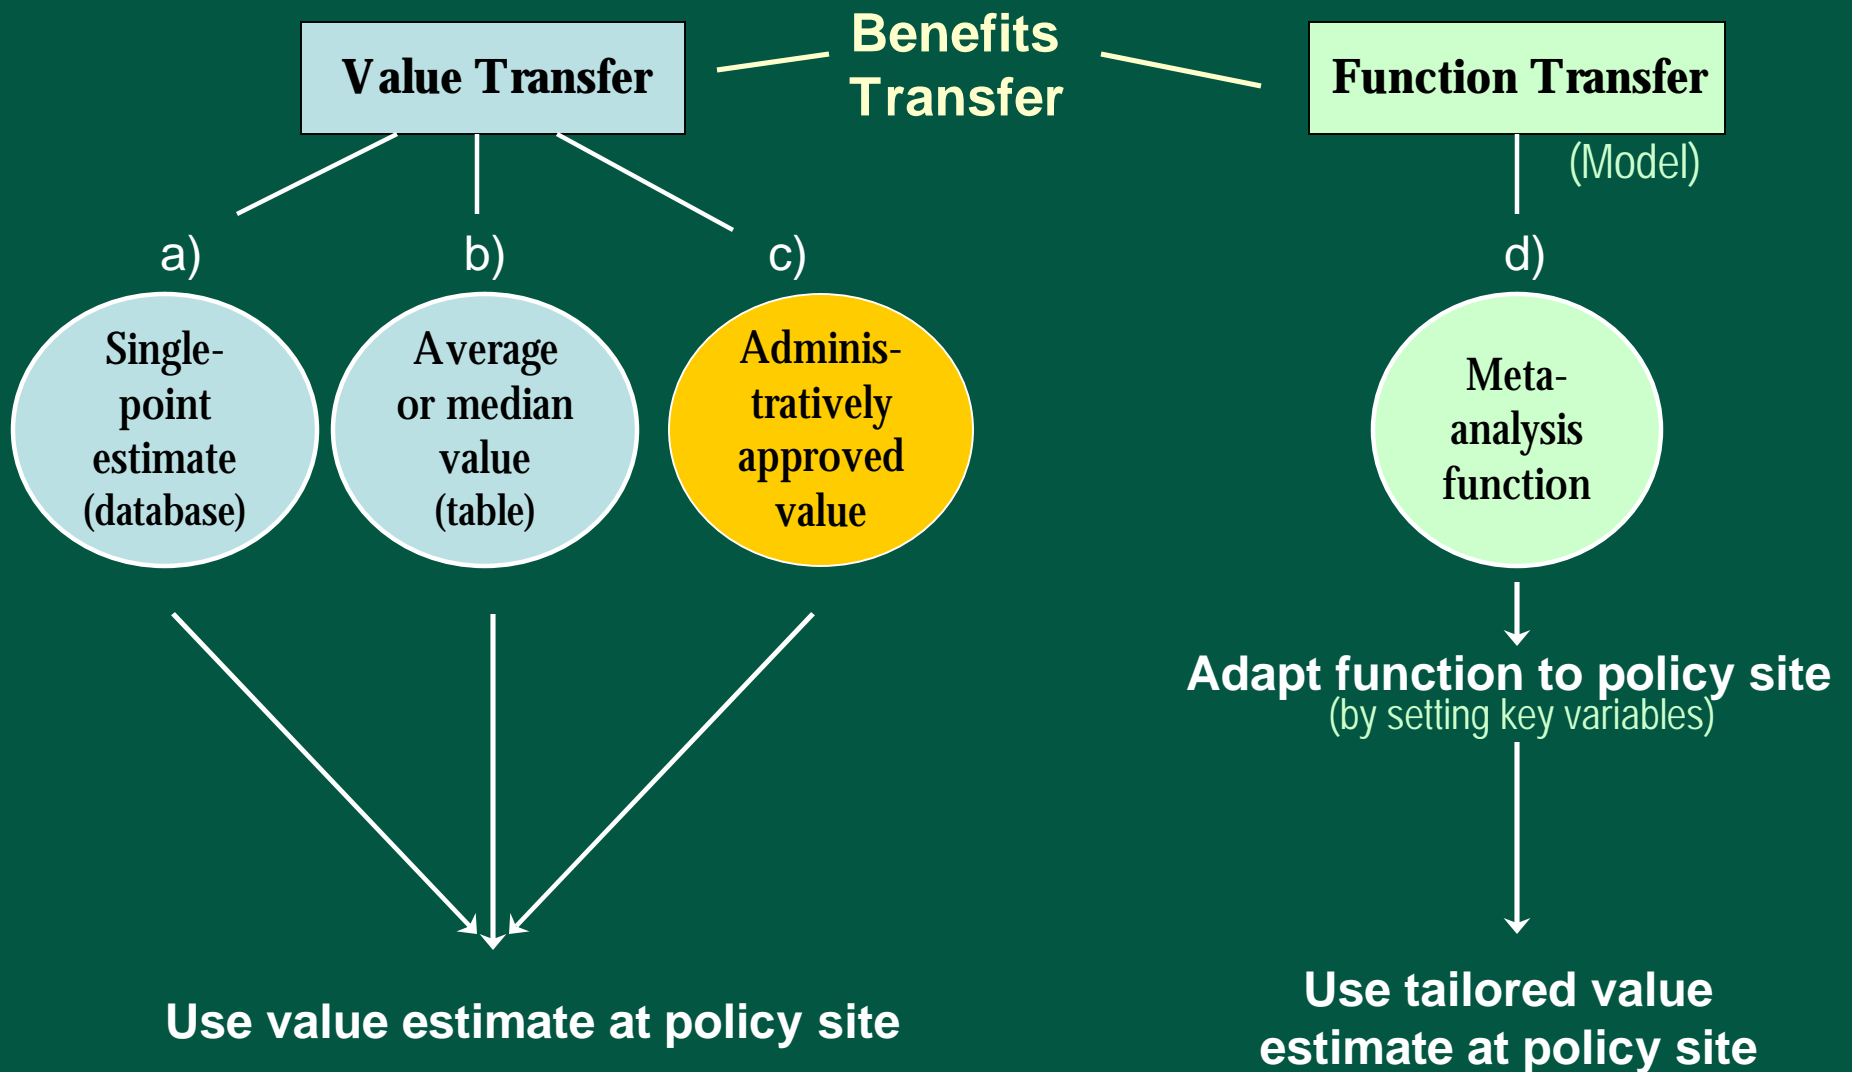 Benefits
Transfer
Value Transfer
Function Transfer
(Model)
a)
b)
c)
d)
Single-
point
estimate
(database)
Average
or median
value
(table)
Adminis-
tratively
approved
value
Meta-
analysis
function
Adapt function to policy site
(by setting key variables)
Use value estimate at policy site
Use tailored value
estimate at policy site